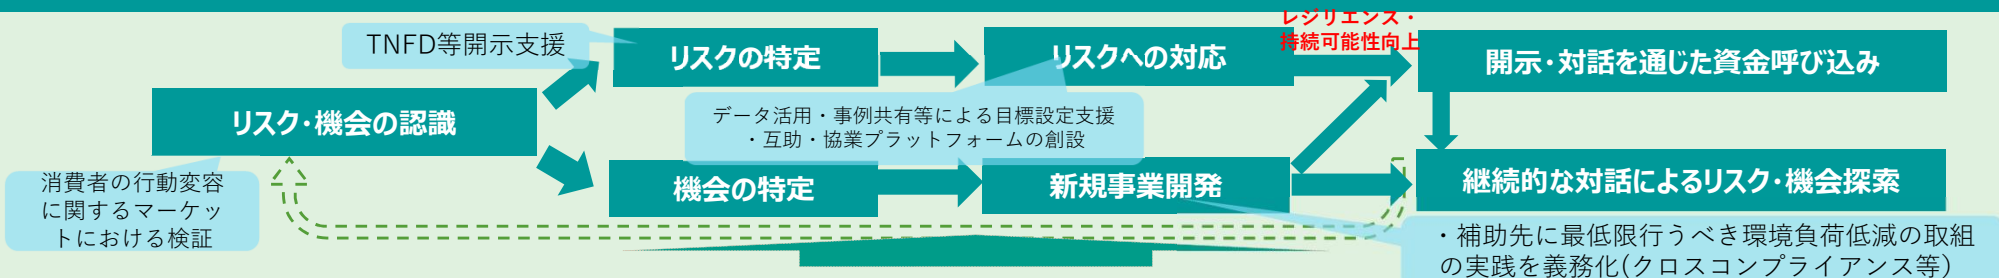 レジリエンス・
持続可能性向上
TNFD等開示支援
リスクの特定
リスクへの対応
開示・対話を通じた資金呼び込み
リスク・機会の認識
データ活用・事例共有等による目標設定支援
・互助・協業プラットフォームの創設
消費者の行動変容
に関するマーケッ
トにおける検証
機会の特定
新規事業開発
継続的な対話によるリスク・機会探索
・補助先に最低限行うべき環境負荷低減の取組
の実践を義務化(クロスコンプライアンス等)